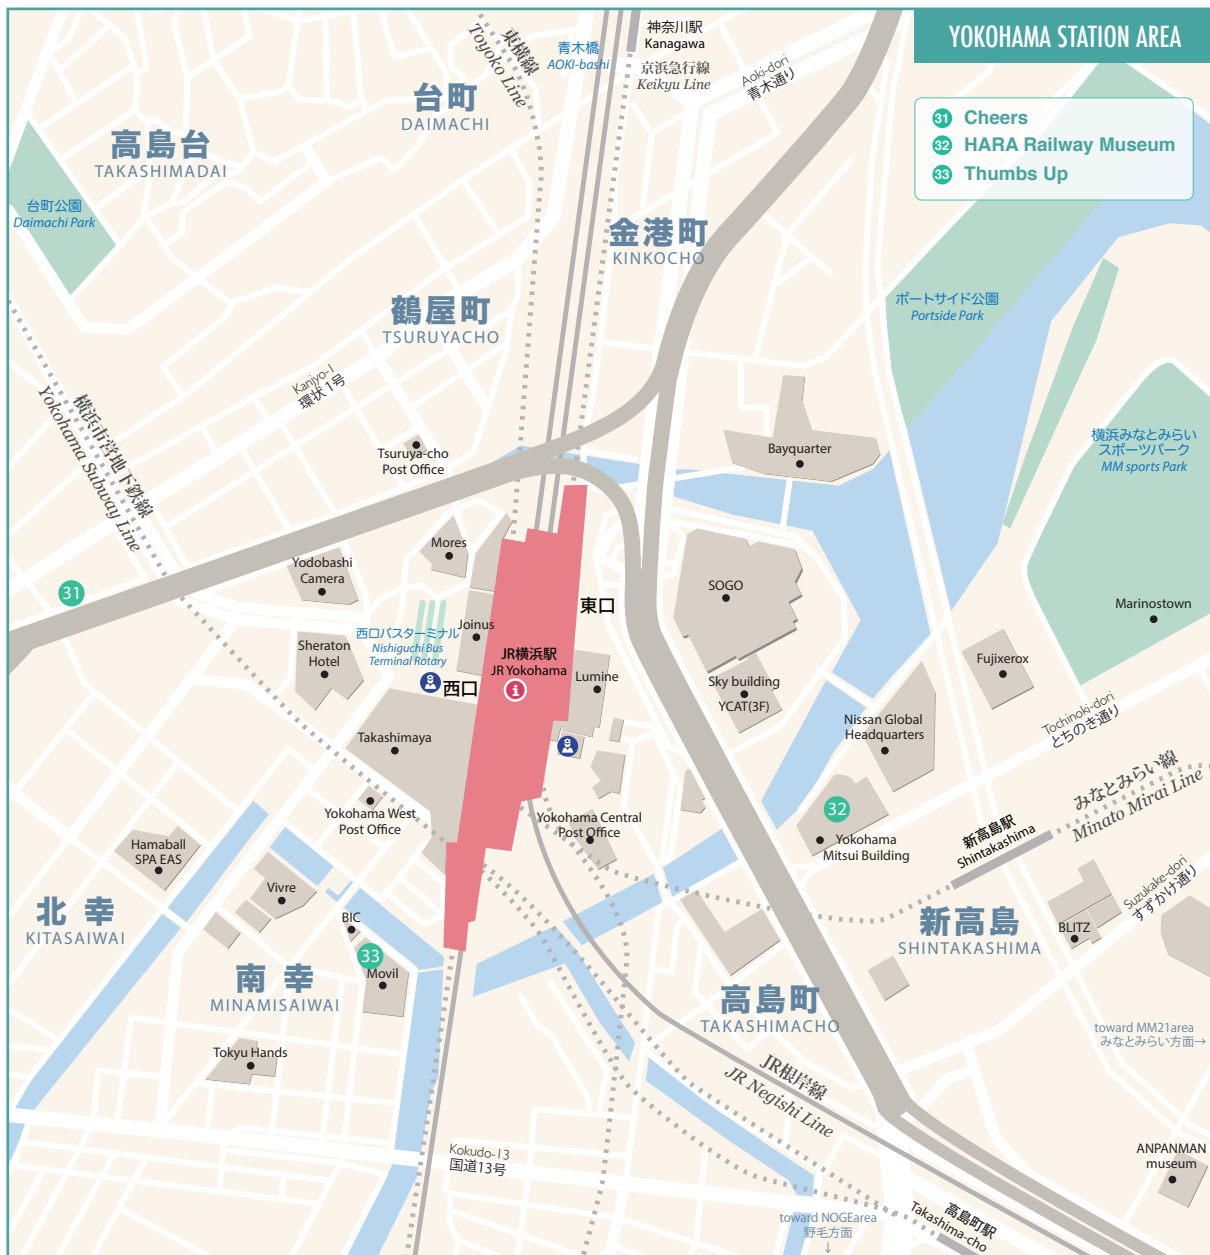 YOKOHAMA STATION AREA
31 Cheers
32 HARA Railway Museum
33 Thumbs Up
神奈川駅
Kanagawa
京浜急行線
Keikyu Line
青木橋
AOKI-bashi
東横線
Toyoko Line
Aoki-dori
青木通り
台町
DAIMACHI
高島台
TAKASHIMADAI
台町公園
Daimachi Park
金港町
KINKOCHO
鶴屋町
TSURUYACHO
ポートサイド公園
Portside Park
Kanjyo-1
環状1号
横浜市営地下鉄線
Yokohama Subway Line
Tsuruya-cho
Post Office
Bayquarter
横浜みなとみらい
スポーツパーク
MM sports Park
Mores
Yodobashi
Camera
31
SOGO
東口
Marinostown
西口バスターミナル
Nishiguchi Bus
Terminal Rotary
Joinus
Sheraton
Hotel
JR横浜駅
JR Yokohama
i
西口
Lumine
Sky building
YCAT(3F)
Fujixerox
Nissan Global
Headquarters
Tochinoki-dori
とちのき通り
Takashimaya
みなとみらい線
Minato Mirai Line
Yokohama West
Post Office
Yokohama Central
Post Office
32
Yokohama
Mitsui Building
新高島駅
Shintakashima
Hamaball
SPA EAS
Vivre
Suzukake-dori
すずかけ通り
北幸
KITASAIWAI
BIC
33
Movil
新高島
SHINTAKASHIMA
BLITZ
南幸
MINAMISAIWAI
高島町
TAKASHIMACHO
toward MM21area
みなとみらい方面→
Tokyu Hands
JR根岸線
JR Negishi Line
Kokudo-13
国道13号
ANPANMAN
museum
toward NOGEarea
野毛方面
↓
高島町駅
Takashima-cho